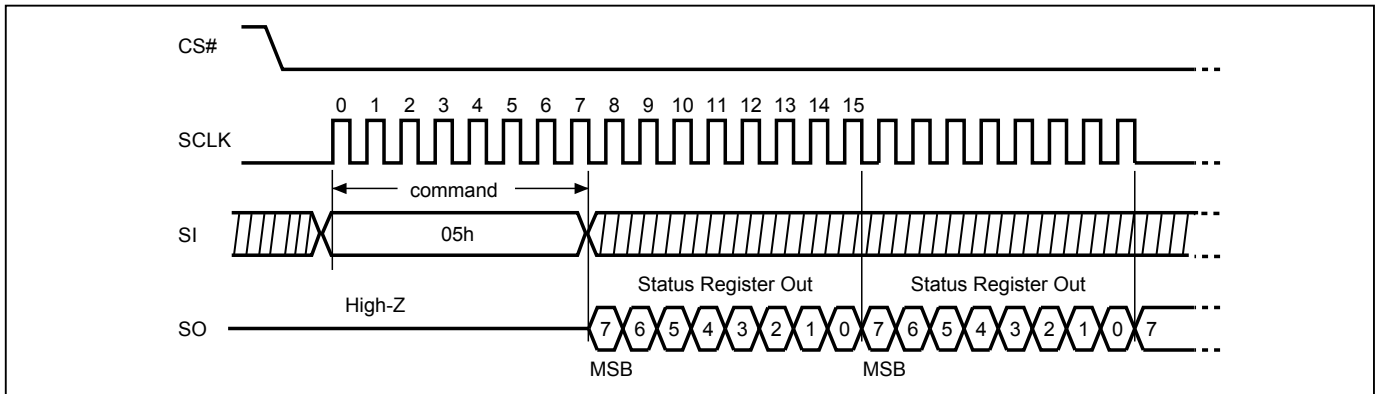 CS#
0 1 2 3 4 5 6 7 8 9 10 11 12 13 14 15
SCLK
command
SI
05h
Status Register Out Status Register Out
High-Z
SO
7 6 5 4 3 2 1 0 7 6 5 4 3 2 1 0 7
MSB MSB